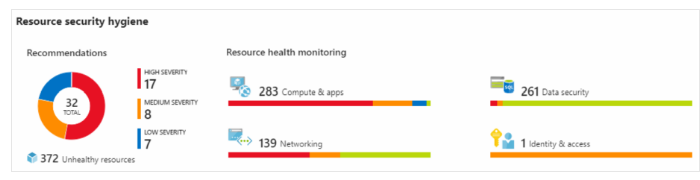 Resource security hygiene
Recommendations
32
TOTAL
HIGH SEVERITY
17
MEDIUM SEVERITY
8
LOW SEVERITY
7
372 Unhealthy resources
Resource health monitoring
283 Compute & apps
SQL
261 Data security
139 Networking
1 Identity & access